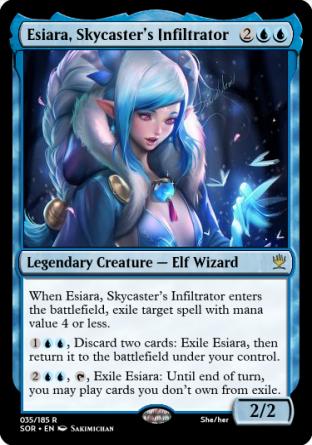 Esiara, Skycaster's Infiltrator 2
Legendary Creature — Elf Wizard
When Esiara, Skycaster's Infiltrator enters
the battlefield, exile target spell with mana
value 4 or less.
1, Discard two cards: Exile Esiara, then
return it to the battlefield under your control.
2, Exile Esiara: Until end of turn,
you may play cards you don't own from exile.
2/2
035/185 R She/her
SOR • EN Sakimichan